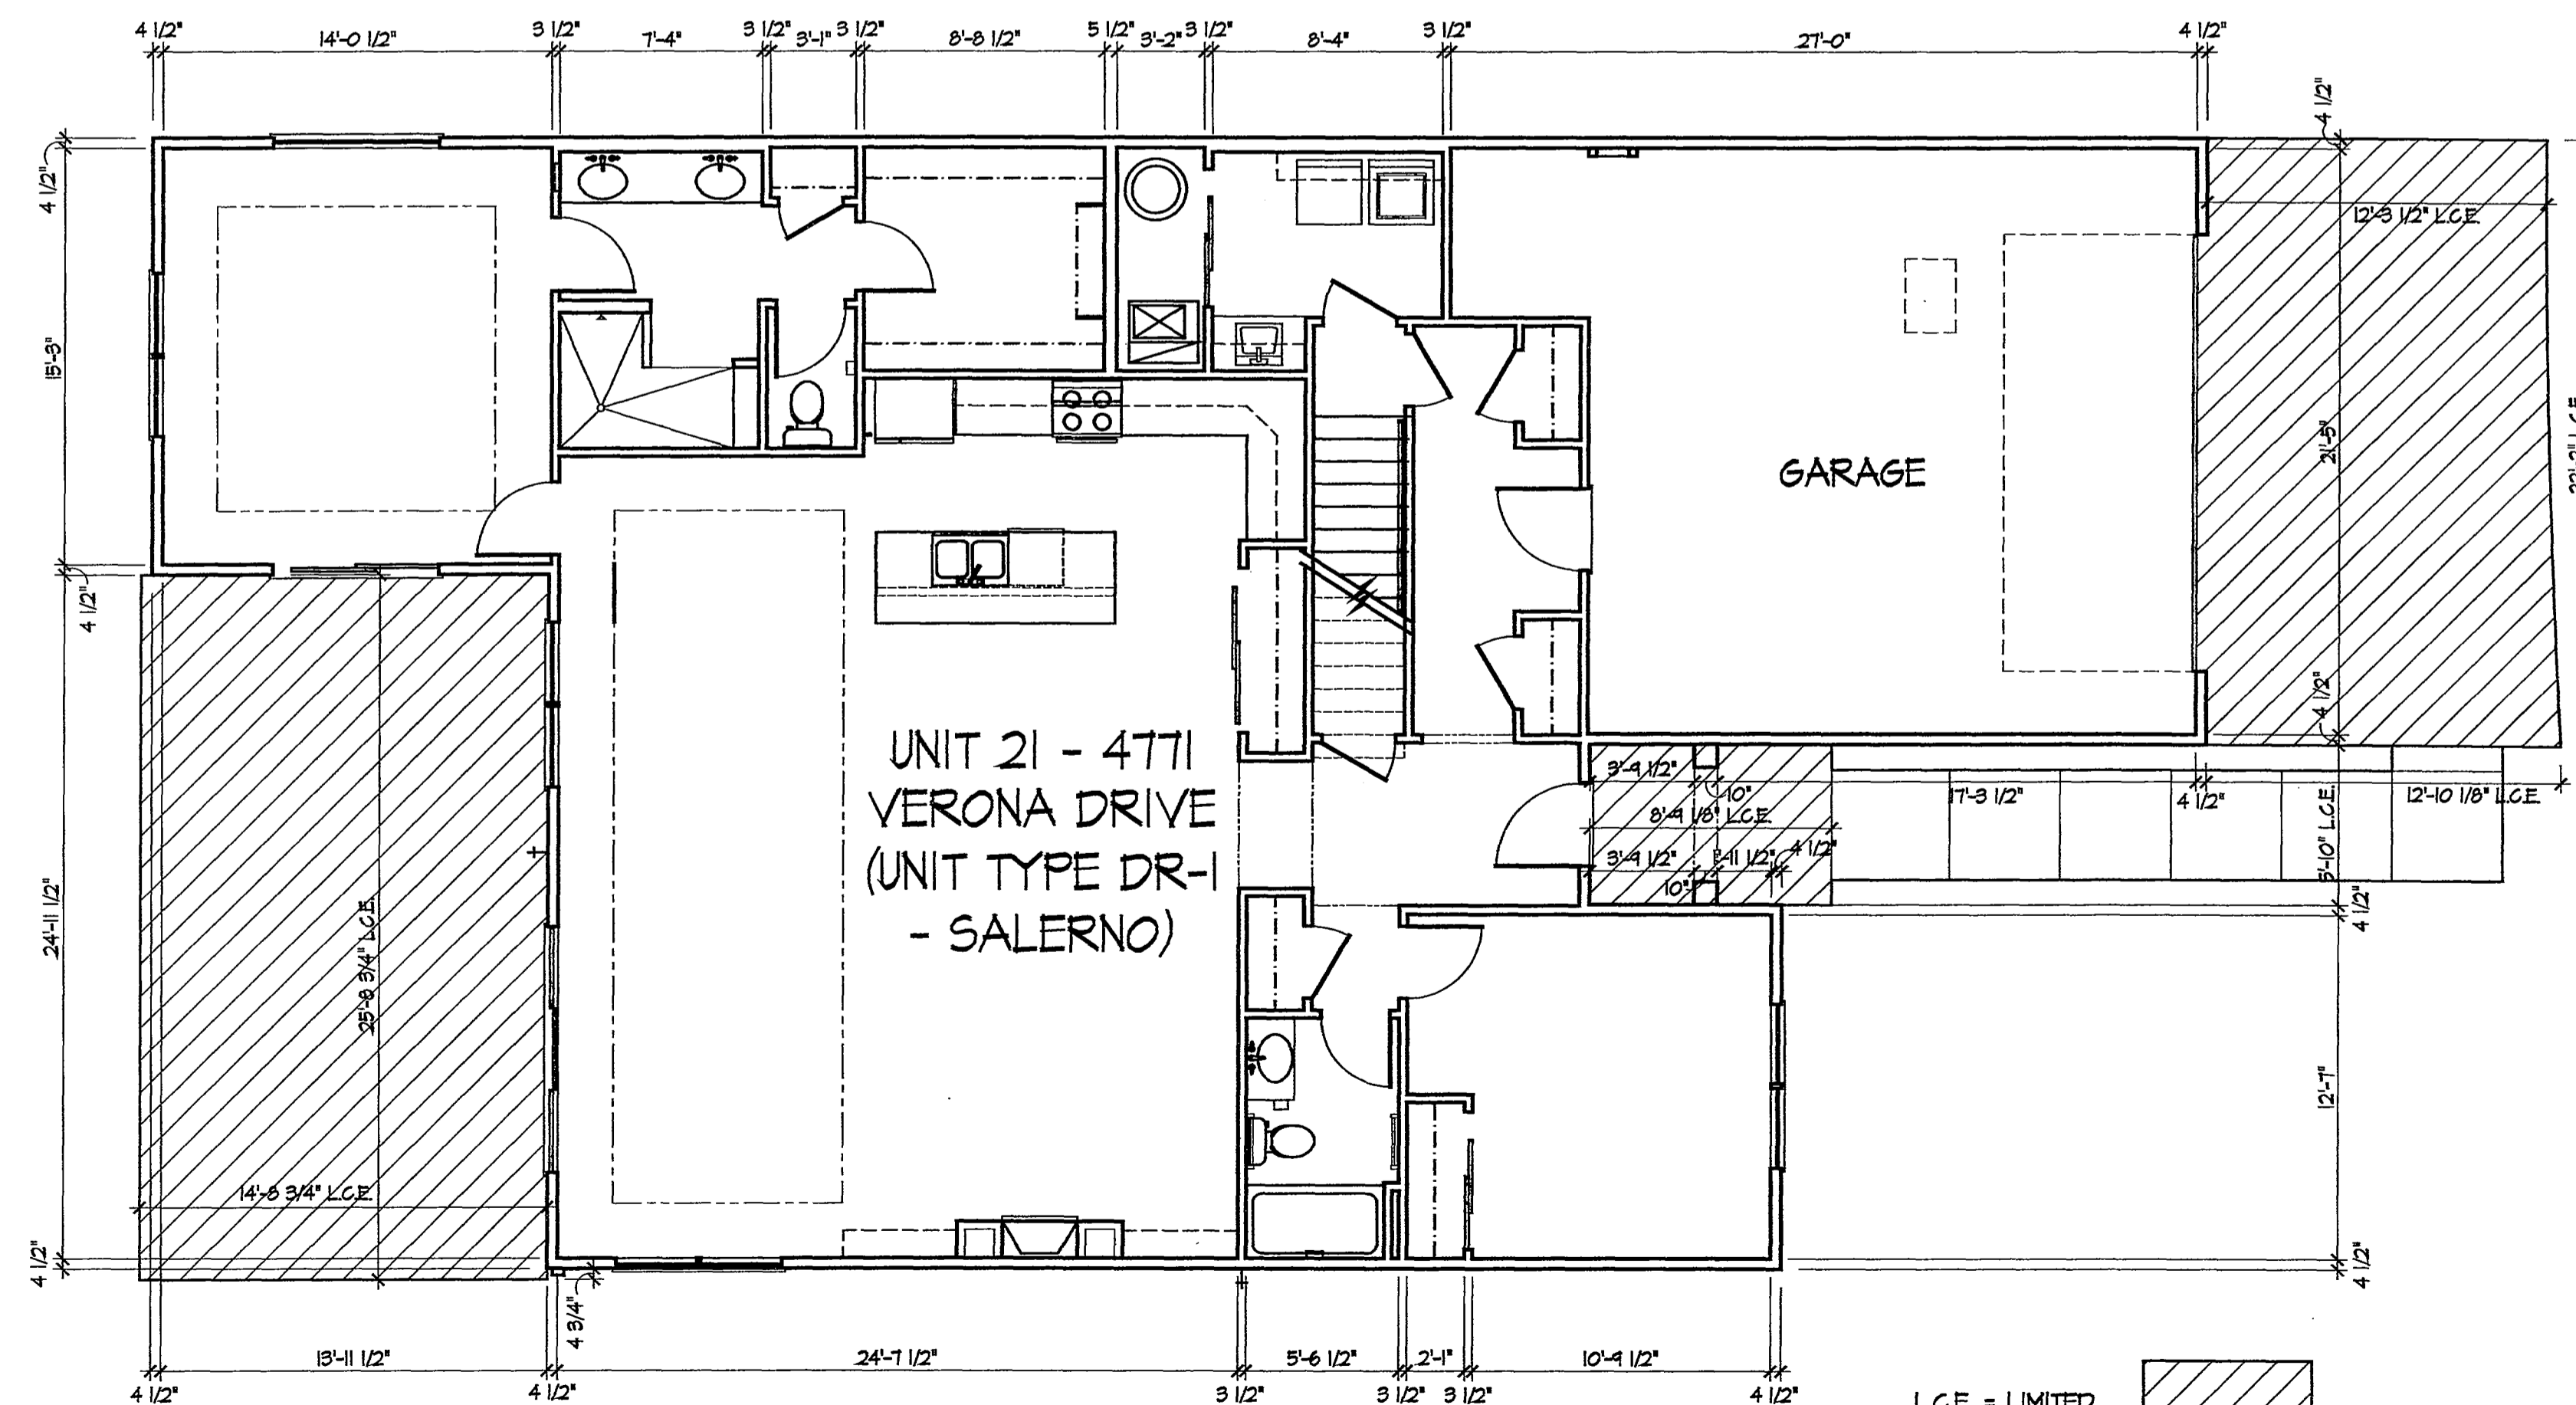 4 1/2" 14'-0 1/2" 3 1/2" 7'-4" 3 1/2" 3'-1" 3 1/2" 8'-8 1/2" 5 1/2" 3'-2" 3 1/2" 8'-4" 3 1/2" 27'-0" 4 1/2"
4 1/2"
4 1/2"
12'-3 1/2" L.C.E.
15'-3"
21'-5"
GARAGE
4 1/2"
4 1/2"
UNIT 21 - 4771
VERONA DRIVE
(UNIT TYPE DR-1
- SALERNO)
3'-9 1/2"
10"
17'-3 1/2"
4 1/2"
12'-10 1/8" L.C.E.
8'-9 1/8" L.C.E.
5'-10" L.C.E.
3'-9 1/2"
1'-11 1/2"
4 1/2"
10"
4 1/2"
24'-11 1/2"
25'-8 3/4" L.C.E.
12'-7"
14'-8 3/4" L.C.E.
4 1/2"
4 1/2"
4 3/4"
13'-11 1/2" 24'-7 1/2" 5'-6 1/2" 2'-1" 10'-9 1/2"
4 1/2" 4 1/2" 3 1/2" 3 1/2" 3 1/2" 4 1/2"
L.C.E. = LIMITED